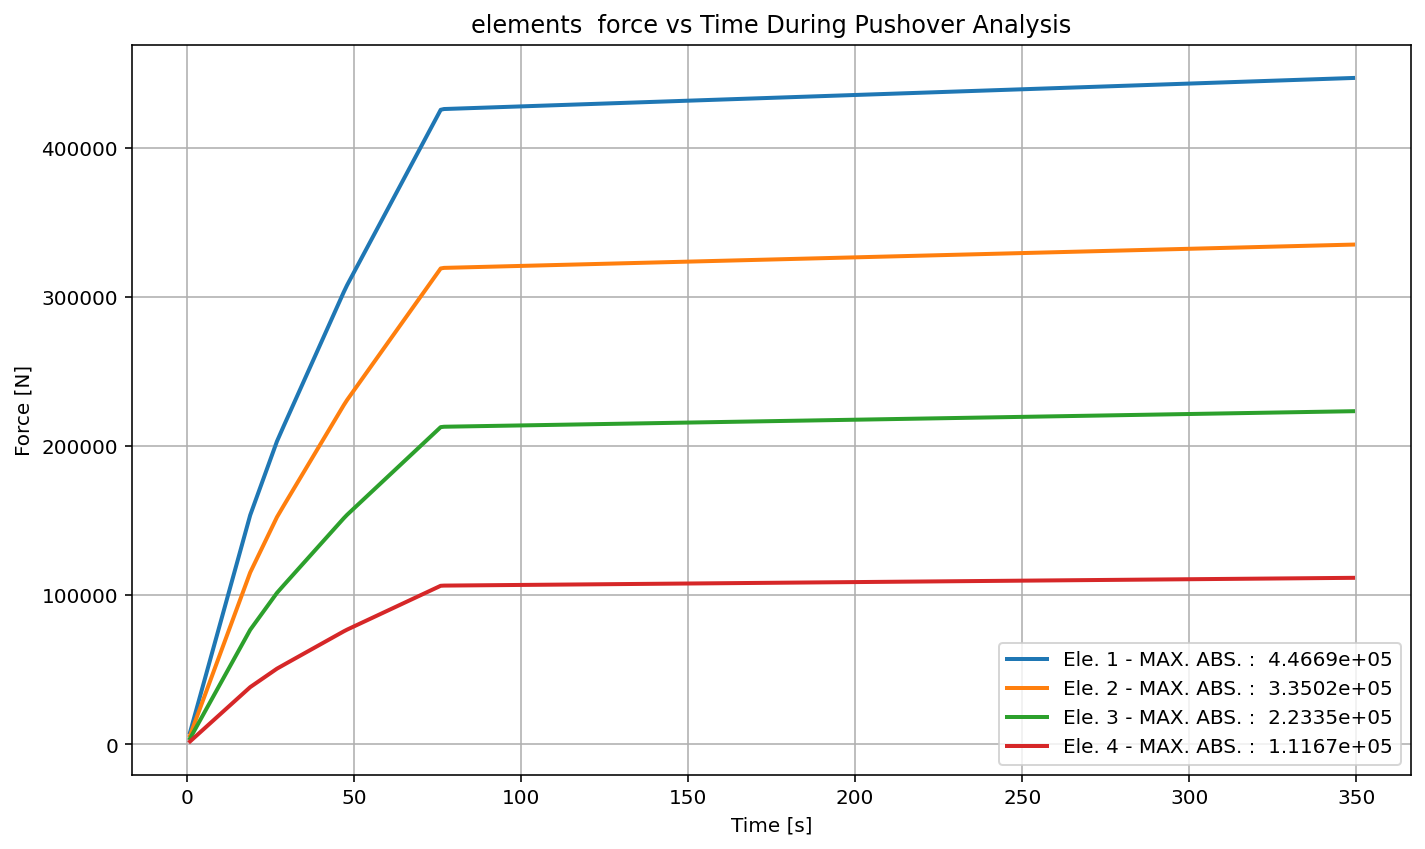 elements  force vs Time During Pushover Analysis
Force [N]
400000
300000
200000
100000
0
0 50 100 150 200 250 300 350
Time [s]
Ele. 1 - MAX. ABS. :  4.4669e+05
Ele. 2 - MAX. ABS. :  3.3502e+05
Ele. 3 - MAX. ABS. :  2.2335e+05
Ele. 4 - MAX. ABS. :  1.1167e+05